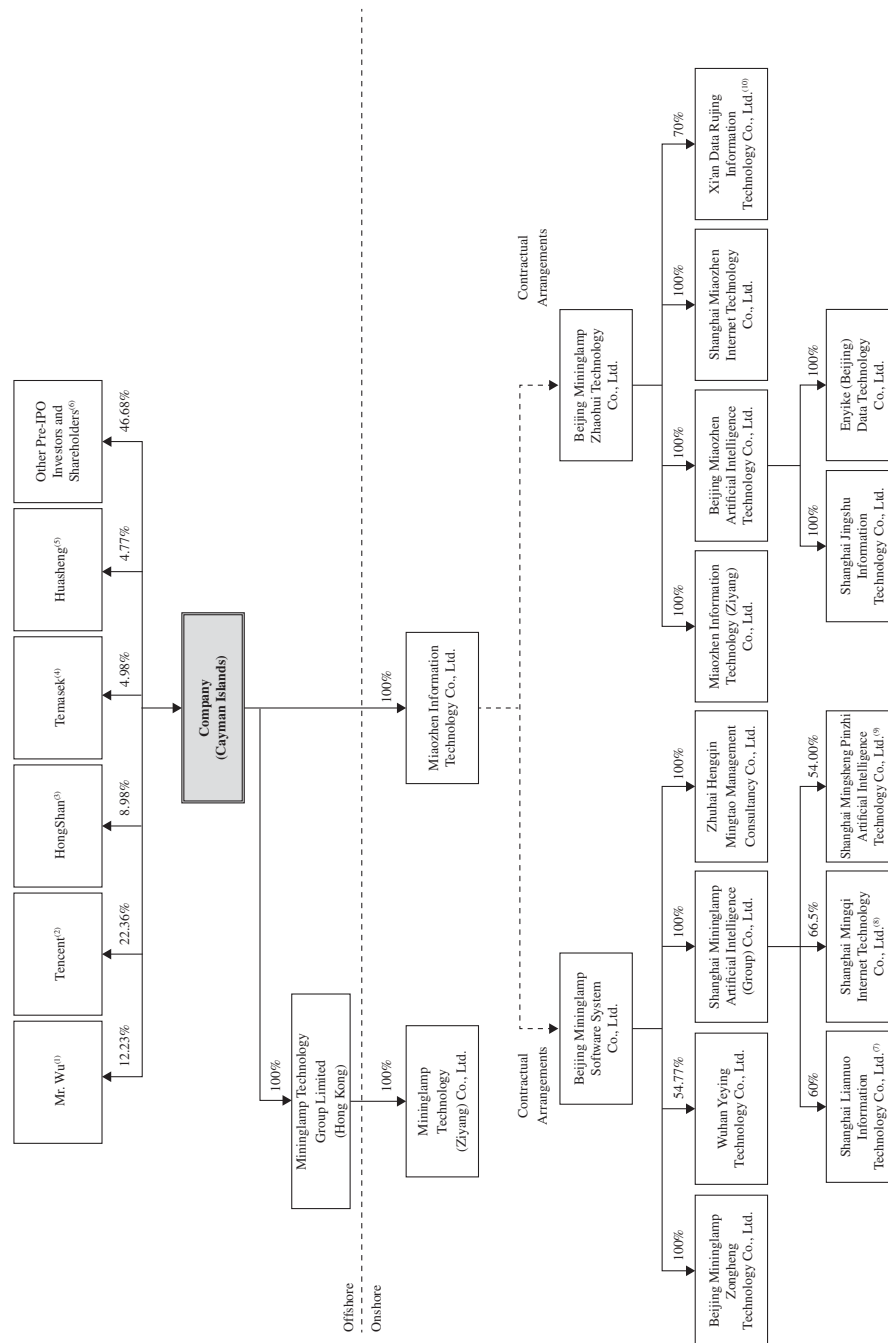 Mr. Wu(1)
Tencent(2)
HongShan(3)
Temasek(4)
Huasheng(5)
Other Pre-IPO
Investors and
Shareholders(6)
12.23%
22.36%
8.98%
4.98%
4.77%
46.68%
Company
(Cayman Islands)
100%
Mininglamp Technology
Group Limited
(Hong Kong)
Offshore
Onshore
100%
100%
Mininglamp
Technology
(Ziyang) Co., Ltd.
Miaozhen Information
Technology Co., Ltd.
Contractual
Arrangements
Contractual
Arrangements
Beijing Mininglamp
Software System
Co., Ltd.
Beijing Mininglamp
Zhaohui Technology
Co., Ltd.
100%
54.77%
100%
100%
100%
100%
100%
70%
Beijing Mininglamp
Zongheng
Technology Co., Ltd.
Wuhan Yeying
Technology Co., Ltd.
Shanghai Mininglamp
Artificial Intelligence
(Group) Co., Ltd.
Zhuhai Hengqin
Mingtao Management
Consultancy Co., Ltd.
Miaozhen Information
Technology (Ziyang)
Co., Ltd.
Beijing Miaozhen
Artificial Intelligence
Technology Co., Ltd.
Shanghai Miaozhen
Internet Technology
Co., Ltd.
Xi'an Data Rujing
Information
Technology Co., Ltd.(10)
60%
66.5%
54.00%
100%
100%
Shanghai Liannuo
Information
Technology Co., Ltd.(7)
Shanghai Mingqi
Internet Technology
Co., Ltd.(8)
Shanghai Mingsheng Pinzhi
Artificial Intelligence
Technology Co., Ltd.(9)
Shanghai Jingshu
Information
Technology Co., Ltd.
Enyike (Beijing)
Data Technology
Co., Ltd.